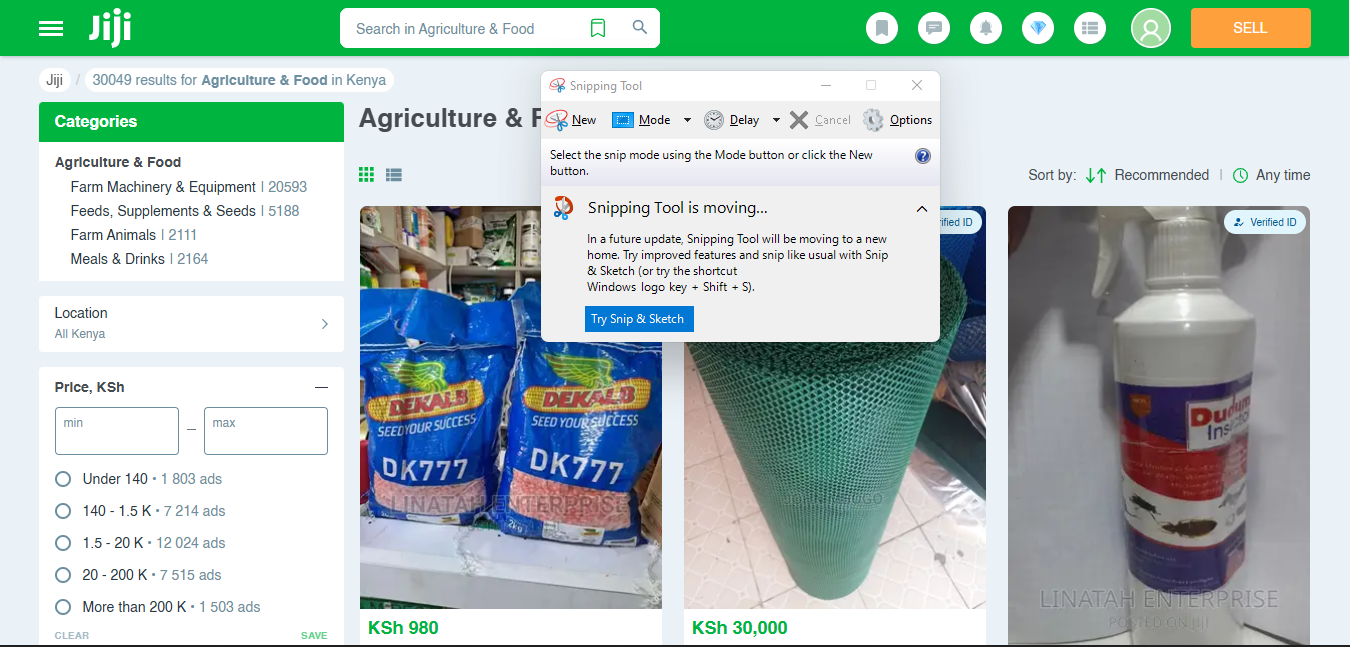 Jiji
Search in Agriculture & Food
SELL
Jiji / 30049 results for Agriculture & Food in Kenya
Categories
Agriculture & Food
Farm Machinery & Equipment | 20593
Feeds, Supplements & Seeds | 5188
Farm Animals | 2111
Meals & Drinks | 2164
Location
All Kenya
Price, KSh
min – max
Under 140 • 1 803 ads
140 - 1.5 K • 7 214 ads
1.5 - 20 K • 12 024 ads
20 - 200 K • 7 515 ads
More than 200 K • 1 503 ads
CLEAR SAVE
Agriculture & F
Sort by: Recommended | Any time
Snipping Tool
New Mode Delay Cancel Options
Select the snip mode using the Mode button or click the New
button.
Snipping Tool is moving...
In a future update, Snipping Tool will be moving to a new
home. Try improved features and snip like usual with Snip
& Sketch (or try the shortcut
Windows logo key + Shift + S).
Try Snip & Sketch
DEKALB
SEED YOUR SUCCESS
DK777
2kg
DEKALB
SEED YOUR SUCCESS
DK777
LINATAH ENTERPRISE
KSh 980
ified ID
KSh 30,000
Verified ID
Dudu
Ins
LINATAH ENTERPRISE
POSTED ON JIJI